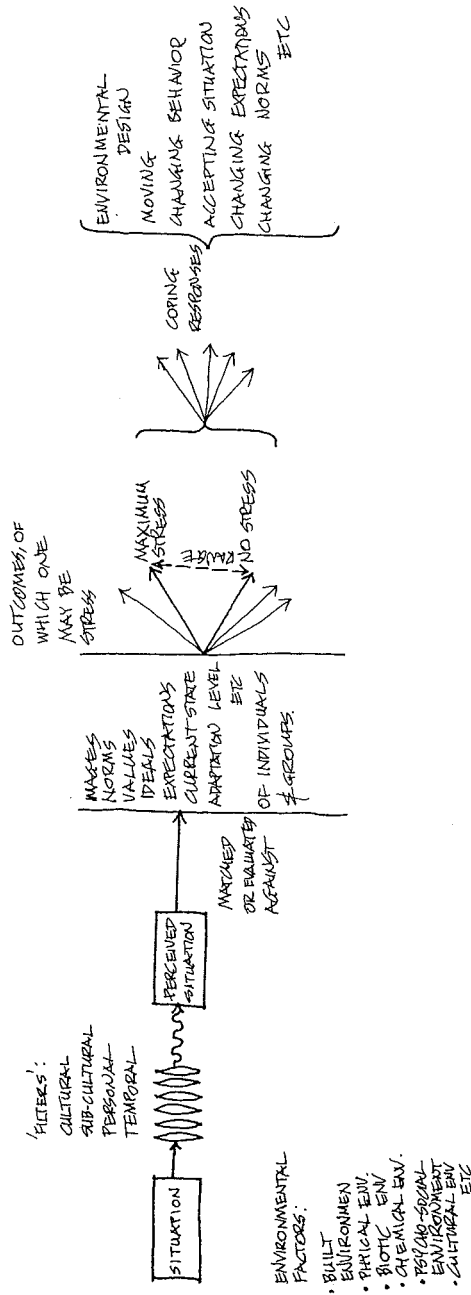 SITUATION
ENVIRONMENTAL
FACTORS:
• BUILT
ENVIRONMEN
• PHYICAL ENV.
• BIOTIC ENV
• CHEMICAL ENV.
• PSYCHO-SOCIAL
ENVIRONMENT
• CULTURAL ENV
ETC
'FILTERS':
CULTURAL
SUB-CULTURAL
PERSONAL
TEMPORAL
PERCEIVED
SITUATION
MATCHED
OR EVALUATED
AGAINST
IMAGES
NORMS
VALUES
IDEALS
EXPECTATIONS
CURRENT STATE
ADAPTATION LEVEL
ETC
OF INDIVIDUALS
& GROUPS.
OUTCOMES, OF
WHICH ONE
MAY BE
STRESS
MAXIMUM
STRESS
RANGE
NO STRESS
COPING
RESPONSES
ENVIRONMENTAL
DESIGN
MOVING
CHANGING BEHAVIOR
ACCEPTING SITUATION
CHANGING EXPECTATIONS
CHANGING NORMS
ETC